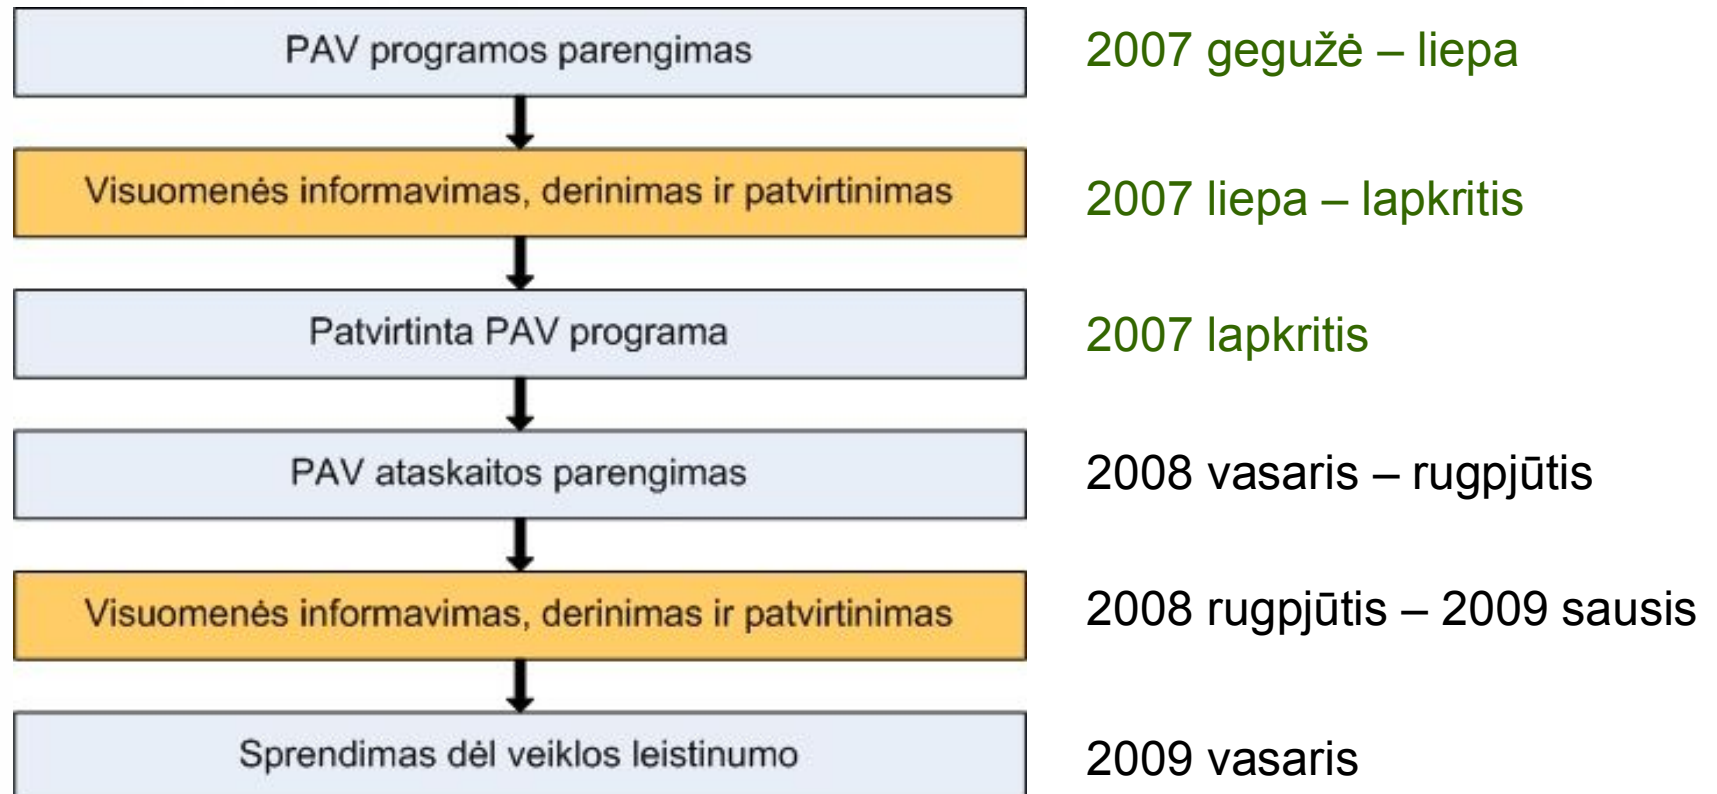 PAV programos parengimas
2007 gegužė – liepa
Visuomenės informavimas, derinimas ir patvirtinimas
2007 liepa – lapkritis
Patvirtinta PAV programa
2007 lapkritis
PAV ataskaitos parengimas
2008 vasaris – rugpjūtis
Visuomenės informavimas, derinimas ir patvirtinimas
2008 rugpjūtis – 2009 sausis
Sprendimas dėl veiklos leistinumo
2009 vasaris